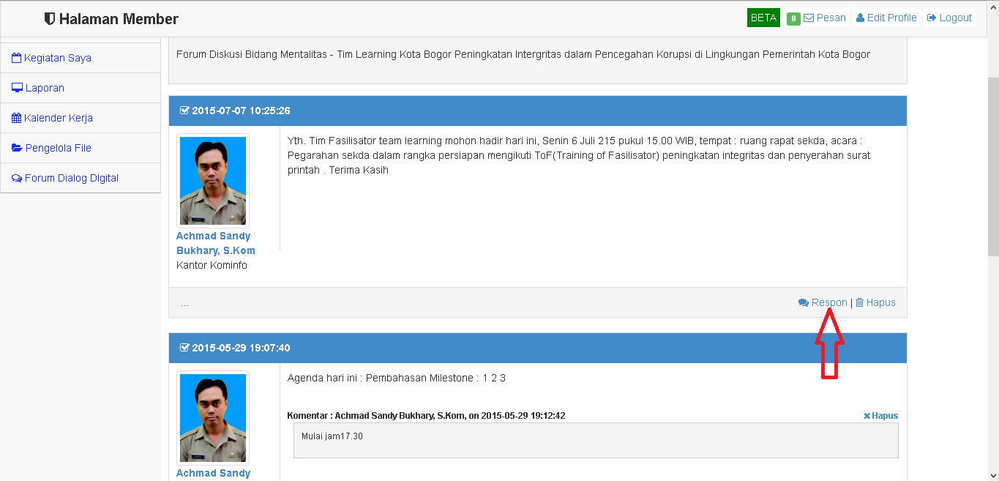 Halaman Member
BETA 0 Pesan Edit Profile Logout
Kegiatan Saya
Laporan
Kalender Kerja
Pengelola File
Forum Dialog DIgital
Forum Diskusi Bidang Mentalitas - Tim Learning Kota Bogor Peningkatan Intergritas dalam Pencegahan Korupsi di Lingkungan Pemerintah Kota Bogor
2015-07-07 10:25:26
Yth. Tim Fasilisator team learning mohon hadir hari ini, Senin 6 Juli 215 pukul 15.00 WIB, tempat : ruang rapat sekda, acara :
Pegarahan sekda dalam rangka persiapan mengikuti ToF(Training of Fasilisator) peningkatan integritas dan penyerahan surat
printah . Terima Kasih
Achmad Sandy
Bukhary, S.Kom
Kantor Kominfo
...
Respon | Hapus
2015-05-29 19:07:40
Agenda hari ini : Pembahasan Milestone : 1 2 3
Komentar : Achmad Sandy Bukhary, S.Kom, on 2015-05-29 19:12:42
Hapus
Mulai jam17.30
Achmad Sandy